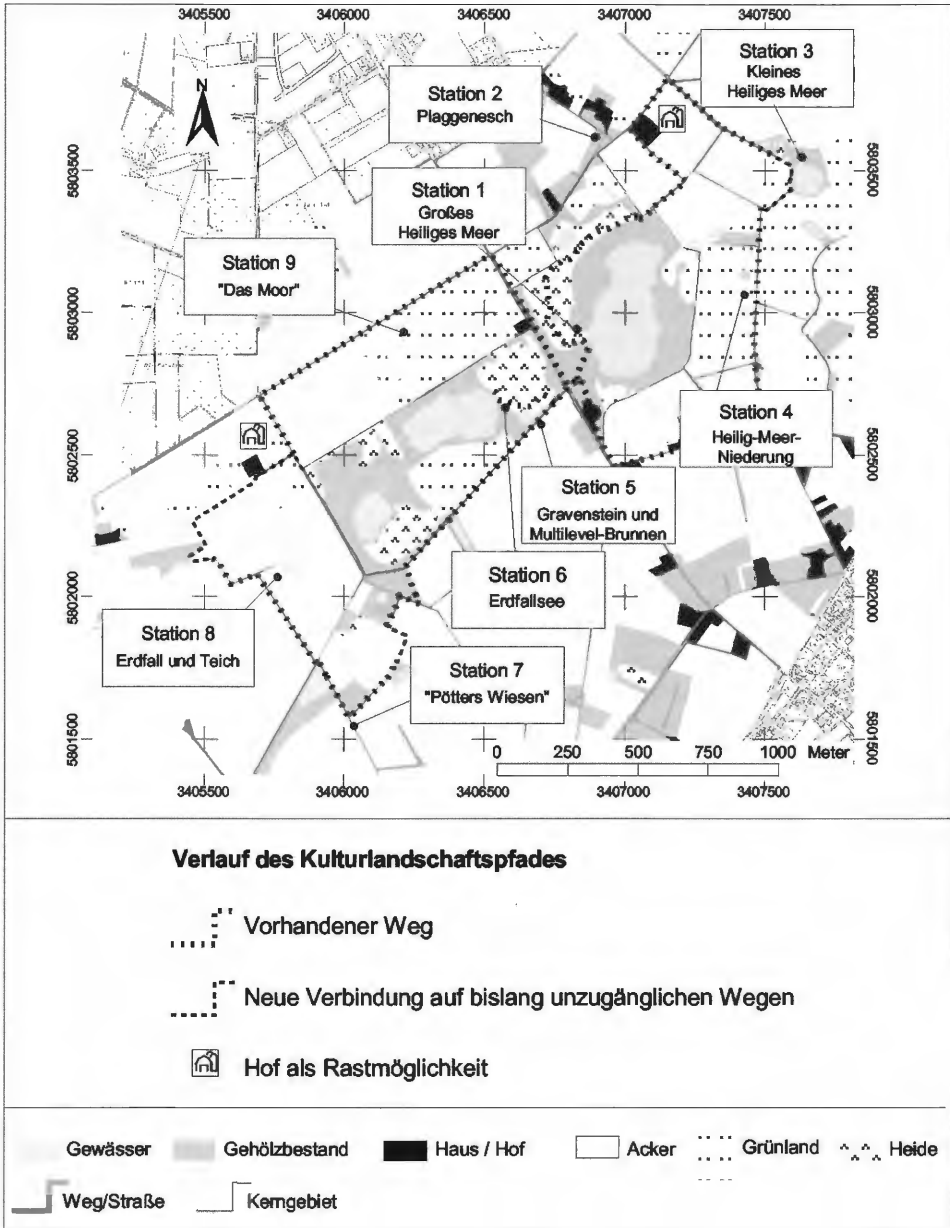 3405500 3406000 3406500 3407000 3407500
N
Station 3
Kleines
Heiliges Meer
Station 2
Plaggenesch
5803500
5803500
Station 1
Großes
Heiliges Meer
Station 9
"Das Moor"
5803000
5803000
Station 4
Heilig-Meer-
Niederung
5802500
5802500
Station 5
Gravenstein und
Multilevel-Brunnen
Station 6
Erdfallsee
5802000
5802000
Station 8
Erdfall und Teich
Station 7
"Pötters Wiesen"
5801500
5801500
0 250 500 750 1000 Meter
3405500 3406000 3406500 3407000 3407500
Verlauf des Kulturlandschaftspfades
Vorhandener Weg
Neue Verbindung auf bislang unzugänglichen Wegen
Hof als Rastmöglichkeit
Gewässer Gehölzbestand Haus / Hof Acker Grünland Heide
Weg/Straße Kerngebiet